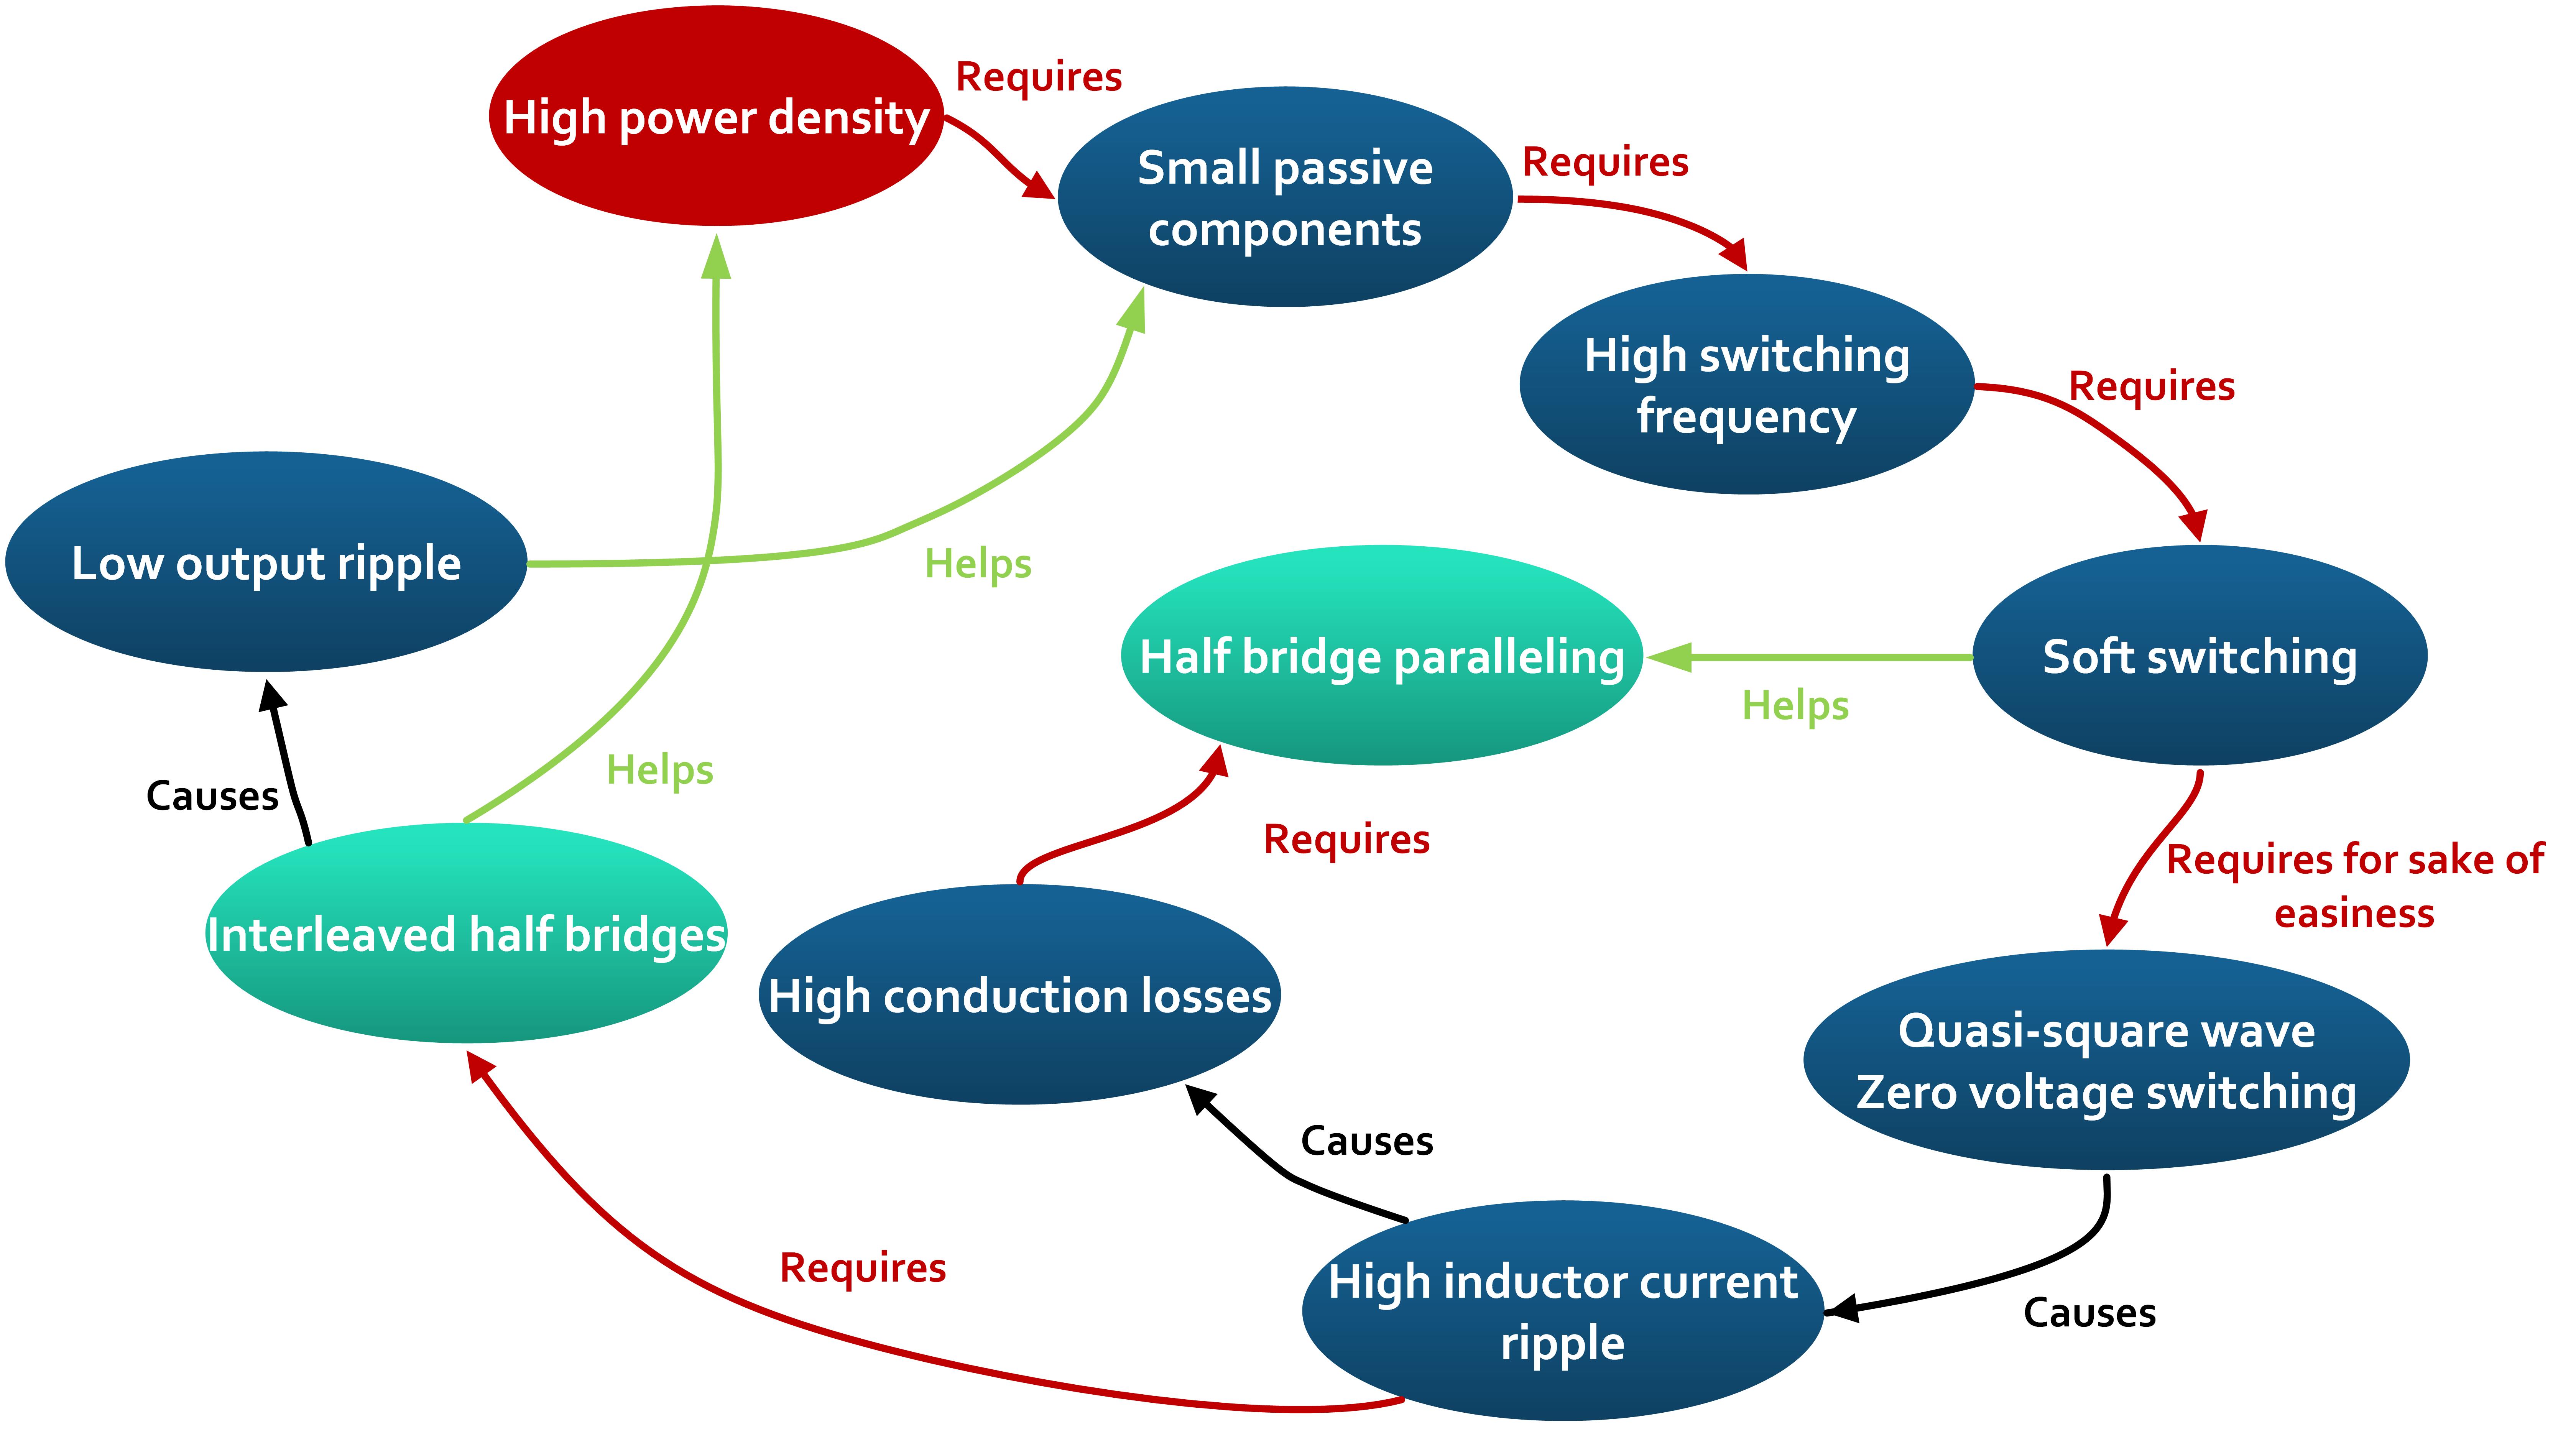 High power density
Requires
Small passive
components
Requires
High switching
frequency
Requires
Low output ripple
Helps
Half bridge paralleling
Helps
Soft switching
Causes
Helps
Requires
Requires for sake of
easiness
Interleaved half bridges
High conduction losses
Quasi-square wave
Zero voltage switching
Causes
Requires
High inductor current
ripple
Causes